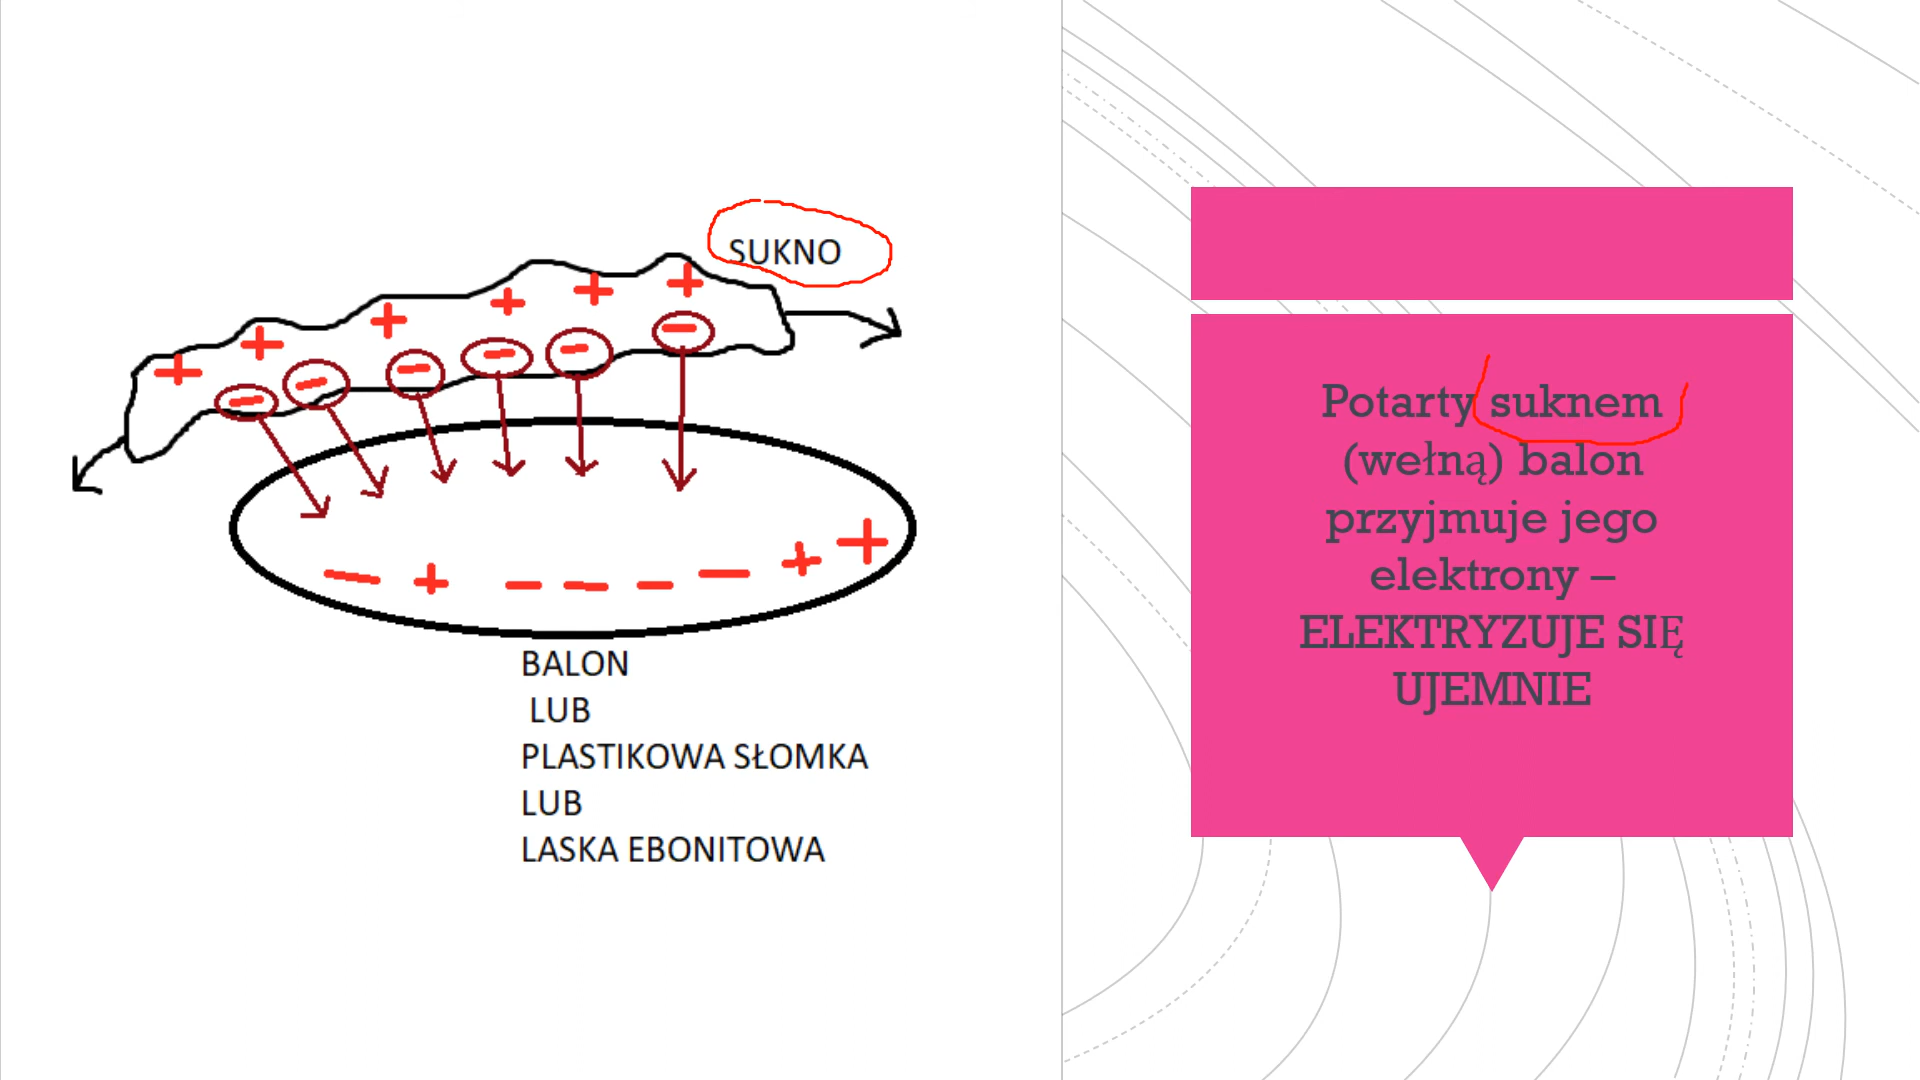 SUKNO
BALON
LUB
PLASTIKOWA SŁOMKA
LUB
LASKA EBONITOWA
Potarty suknem
(wełną) balon
przyjmuje jego
elektrony –
ELEKTRYZUJE SIĘ
UJEMNIE